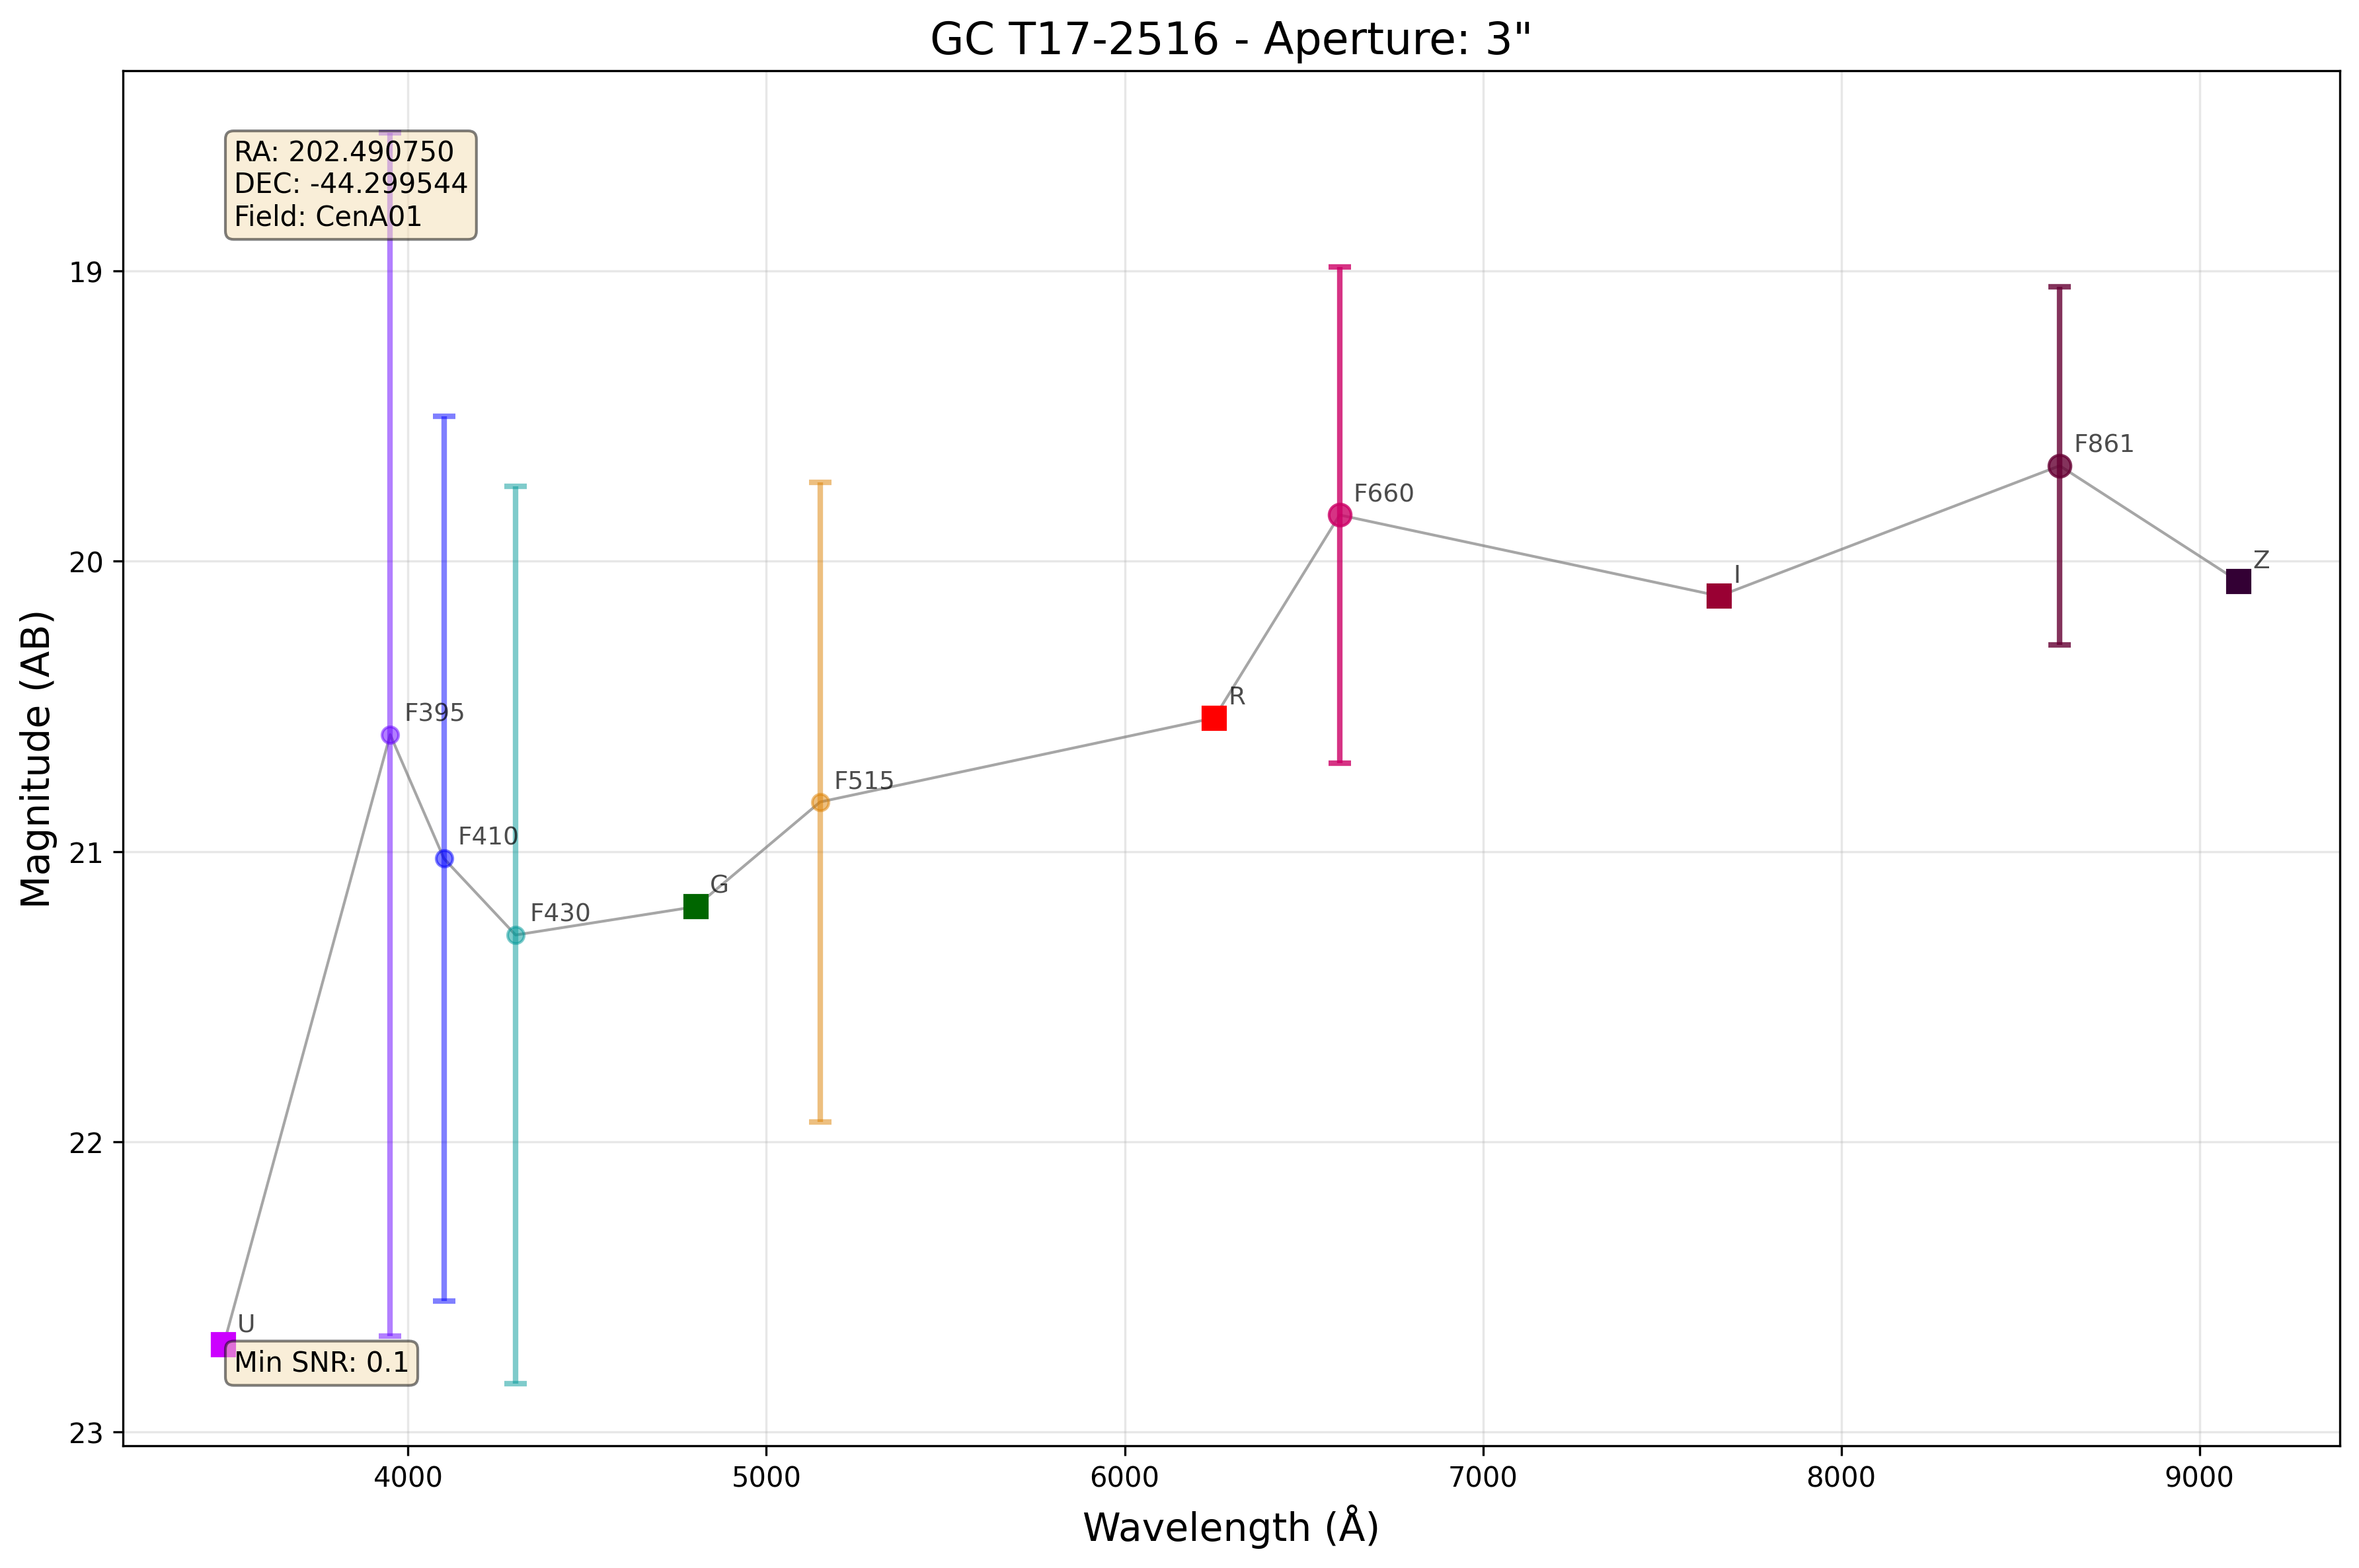 GC T17-2516 - Aperture: 3"
RA: 202.490750
DEC: -44.299544
Field: CenA01
19
20
21
22
23
Magnitude (AB)
F395
F410
F430
G
F515
R
F660
I
F861
Z
U
Min SNR: 0.1
4000
5000
6000
7000
8000
9000
Wavelength (Å)